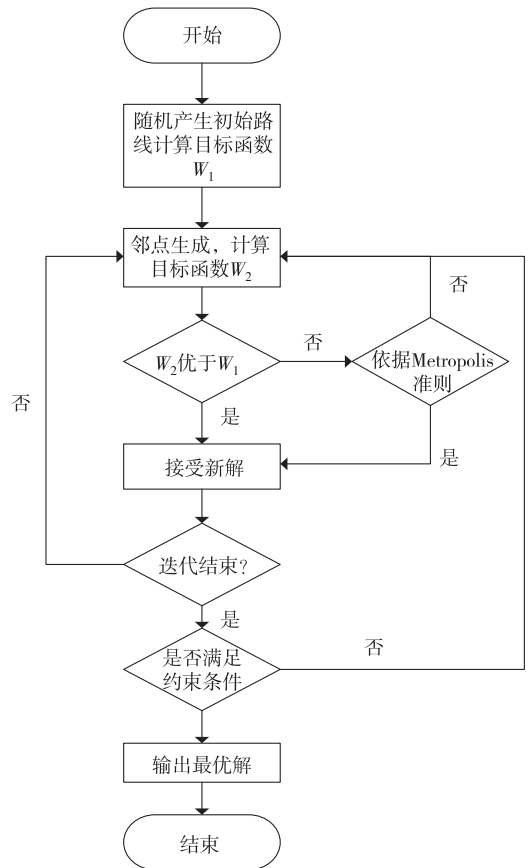 开始
随机产生初始路
线计算目标函数
W₁
邻点生成，计算
目标函数W₂
否
W₂优于W₁
否
依据Metropolis
准则
否
是
是
接受新解
迭代结束?
是
否
是否满足
约束条件
输出最优解
结束